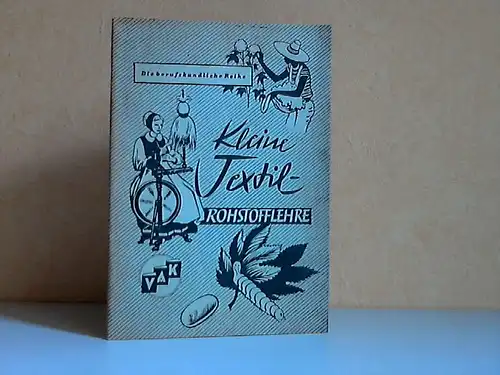 Die berufskundliche Reihe
Kleine
Textil-
ROHSTOFFLEHRE
VAK